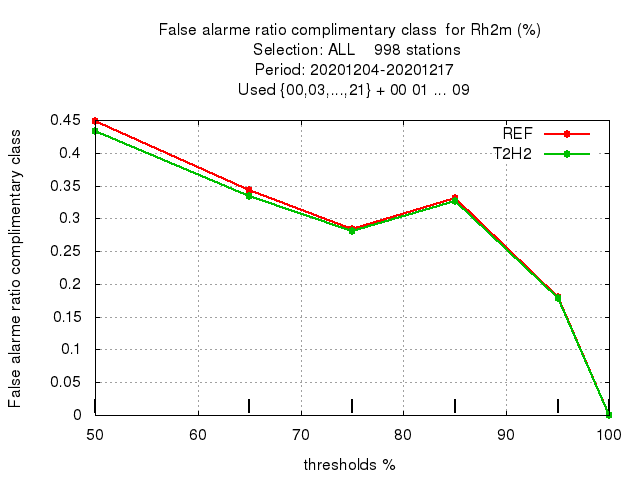 False alarme ratio complimentary class  for Rh2m (%)
Selection: ALL    998 stations
Period: 20201204-20201217
Used {00,03,...,21} + 00 01 ... 09
False alarme ratio complimentary class
0.45
0.4
0.35
0.3
0.25
0.2
0.15
0.1
0.05
0
REF
T2H2
50 60 70 80 90 100
thresholds %